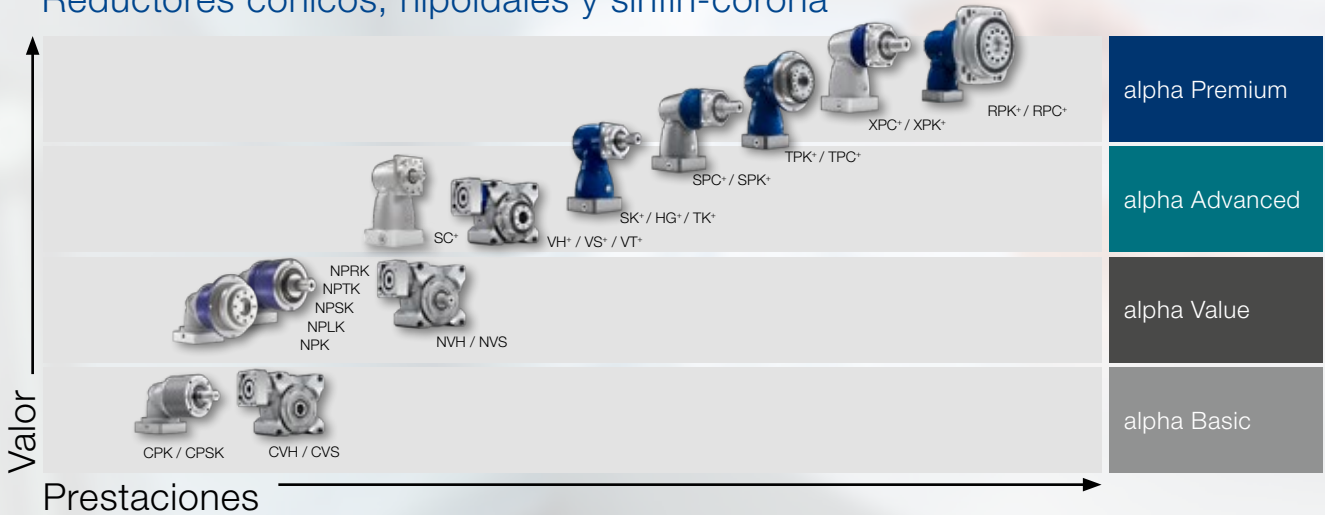 Reductores cónicos, hipoidales y sinfín-corona
alpha Premium
RPK⁺ / RPC⁺
XPC⁺ / XPK⁺
TPK⁺ / TPC⁺
alpha Advanced
SPC⁺ / SPK⁺
SK⁺ / HG⁺ / TK⁺
SC⁺
VH⁺ / VS⁺ / VT⁺
alpha Value
NPRK
NPTK
NPSK
NPLK
NPK
NVH / NVS
alpha Basic
CPK / CPSK
CVH / CVS
Valor
Prestaciones